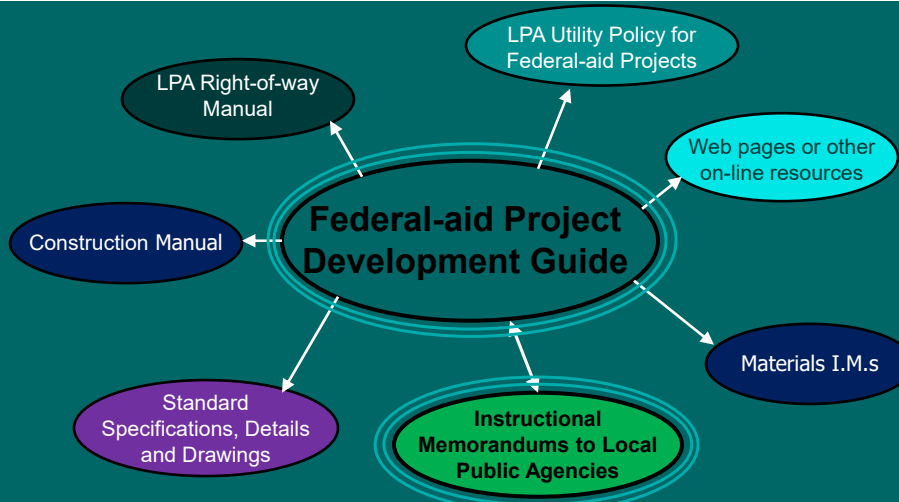 LPA Utility Policy for
Federal-aid Projects
LPA Right-of-way
Manual
Web pages or other
on-line resources
Federal-aid Project
Development Guide
Construction Manual
Materials I.M.s
Standard
Specifications, Details
and Drawings
Instructional
Memorandums to Local
Public Agencies